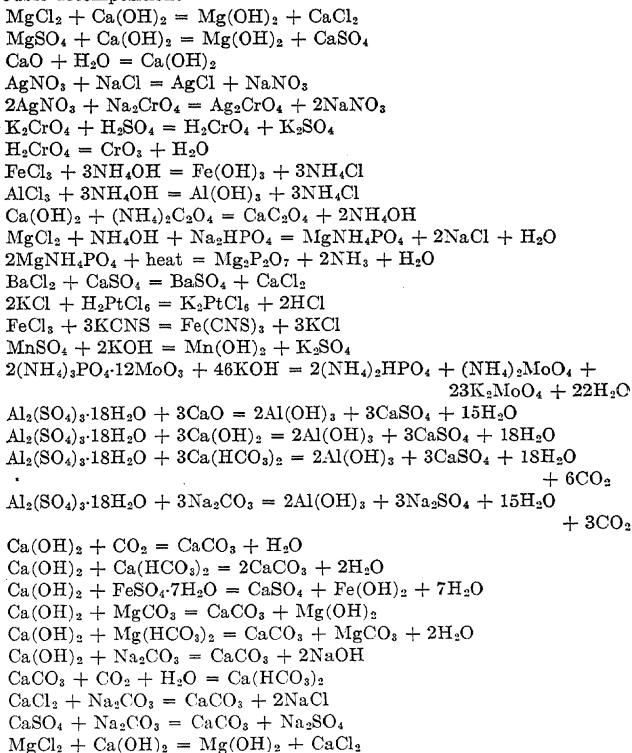 MgCl₂ + Ca(OH)₂ = Mg(OH)₂ + CaCl₂
MgSO₄ + Ca(OH)₂ = Mg(OH)₂ + CaSO₄
CaO + H₂O = Ca(OH)₂
AgNO₃ + NaCl = AgCl + NaNO₃
2AgNO₃ + Na₂CrO₄ = Ag₂CrO₄ + 2NaNO₃
K₂CrO₄ + H₂SO₄ = H₂CrO₄ + K₂SO₄
H₂CrO₄ = CrO₃ + H₂O
FeCl₃ + 3NH₄OH = Fe(OH)₃ + 3NH₄Cl
AlCl₃ + 3NH₄OH = Al(OH)₃ + 3NH₄Cl
Ca(OH)₂ + (NH₄)₂C₂O₄ = CaC₂O₄ + 2NH₄OH
MgCl₂ + NH₄OH + Na₂HPO₄ = MgNH₄PO₄ + 2NaCl + H₂O
2MgNH₄PO₄ + heat = Mg₂P₂O₇ + 2NH₃ + H₂O
BaCl₂ + CaSO₄ = BaSO₄ + CaCl₂
2KCl + H₂PtCl₆ = K₂PtCl₆ + 2HCl
FeCl₃ + 3KCNS = Fe(CNS)₃ + 3KCl
MnSO₄ + 2KOH = Mn(OH)₂ + K₂SO₄
2(NH₄)₃PO₄·12MoO₃ + 46KOH = 2(NH₄)₂HPO₄ + (NH₄)₂MoO₄ +
23K₂MoO₄ + 22H₂O
Al₂(SO₄)₃·18H₂O + 3CaO = 2Al(OH)₃ + 3CaSO₄ + 15H₂O
Al₂(SO₄)₃·18H₂O + 3Ca(OH)₂ = 2Al(OH)₃ + 3CaSO₄ + 18H₂O
Al₂(SO₄)₃·18H₂O + 3Ca(HCO₃)₂ = 2Al(OH)₃ + 3CaSO₄ + 18H₂O
+ 6CO₂
Al₂(SO₄)₃·18H₂O + 3Na₂CO₃ = 2Al(OH)₃ + 3Na₂SO₄ + 15H₂O
+ 3CO₂
Ca(OH)₂ + CO₂ = CaCO₃ + H₂O
Ca(OH)₂ + Ca(HCO₃)₂ = 2CaCO₃ + 2H₂O
Ca(OH)₂ + FeSO₄·7H₂O = CaSO₄ + Fe(OH)₂ + 7H₂O
Ca(OH)₂ + MgCO₃ = CaCO₃ + Mg(OH)₂
Ca(OH)₂ + Mg(HCO₃)₂ = CaCO₃ + MgCO₃ + 2H₂O
Ca(OH)₂ + Na₂CO₃ = CaCO₃ + 2NaOH
CaCO₃ + CO₂ + H₂O = Ca(HCO₃)₂
CaCl₂ + Na₂CO₃ = CaCO₃ + 2NaCl
CaSO₄ + Na₂CO₃ = CaCO₃ + Na₂SO₄
MgCl₂ + Ca(OH)₂ = Mg(OH)₂ + CaCl₂